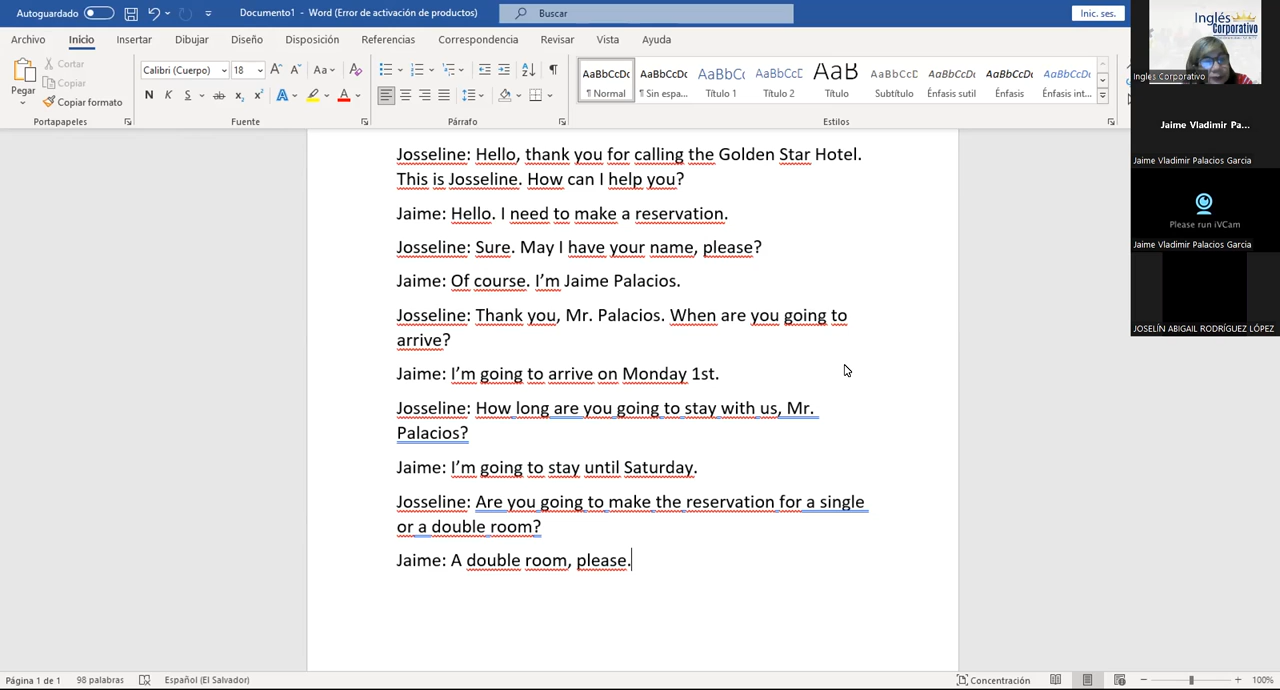 Autoguardado
Documento1 - Word (Error de activación de productos)
Buscar
Inic. ses.
Archivo Inicio Insertar Dibujar Diseño Disposición Referencias Correspondencia Revisar Vista Ayuda
Pegar
Cortar
Copiar
Copiar formato
Portapapeles
Calibri (Cuerpo) 18
Fuente
Párrafo
AaBbCcDc
¶ Normal
AaBbCcDc
¶ Sin espa...
AaBbCc
Título 1
AaBbCcD
Título 2
AaB
Título
AaBbCcD
Subtítulo
AaBbCcDc
Énfasis sutil
AaBbCcDc
Énfasis
AaBbCcDc
Énfasis int...
Estilos
Josseline: Hello, thank you for calling the Golden Star Hotel.
This is Josseline. How can I help you?
Jaime: Hello. I need to make a reservation.
Josseline: Sure. May I have your name, please?
Jaime: Of course. I’m Jaime Palacios.
Josseline: Thank you, Mr. Palacios. When are you going to
arrive?
Jaime: I’m going to arrive on Monday 1st.
Josseline: How long are you going to stay with us, Mr.
Palacios?
Jaime: I’m going to stay until Saturday.
Josseline: Are you going to make the reservation for a single
or a double room?
Jaime: A double room, please.
Inglés
Corporativo
Ingles Corporativo
Jaime Vladimir Pa...
Jaime Vladimir Palacios Garcia
Please run iVCam
Jaime Vladimir Palacios Garcia
JOSELÍN ABIGAIL RODRÍGUEZ LÓPEZ
Página 1 de 1 98 palabras Español (El Salvador) Concentración 100%